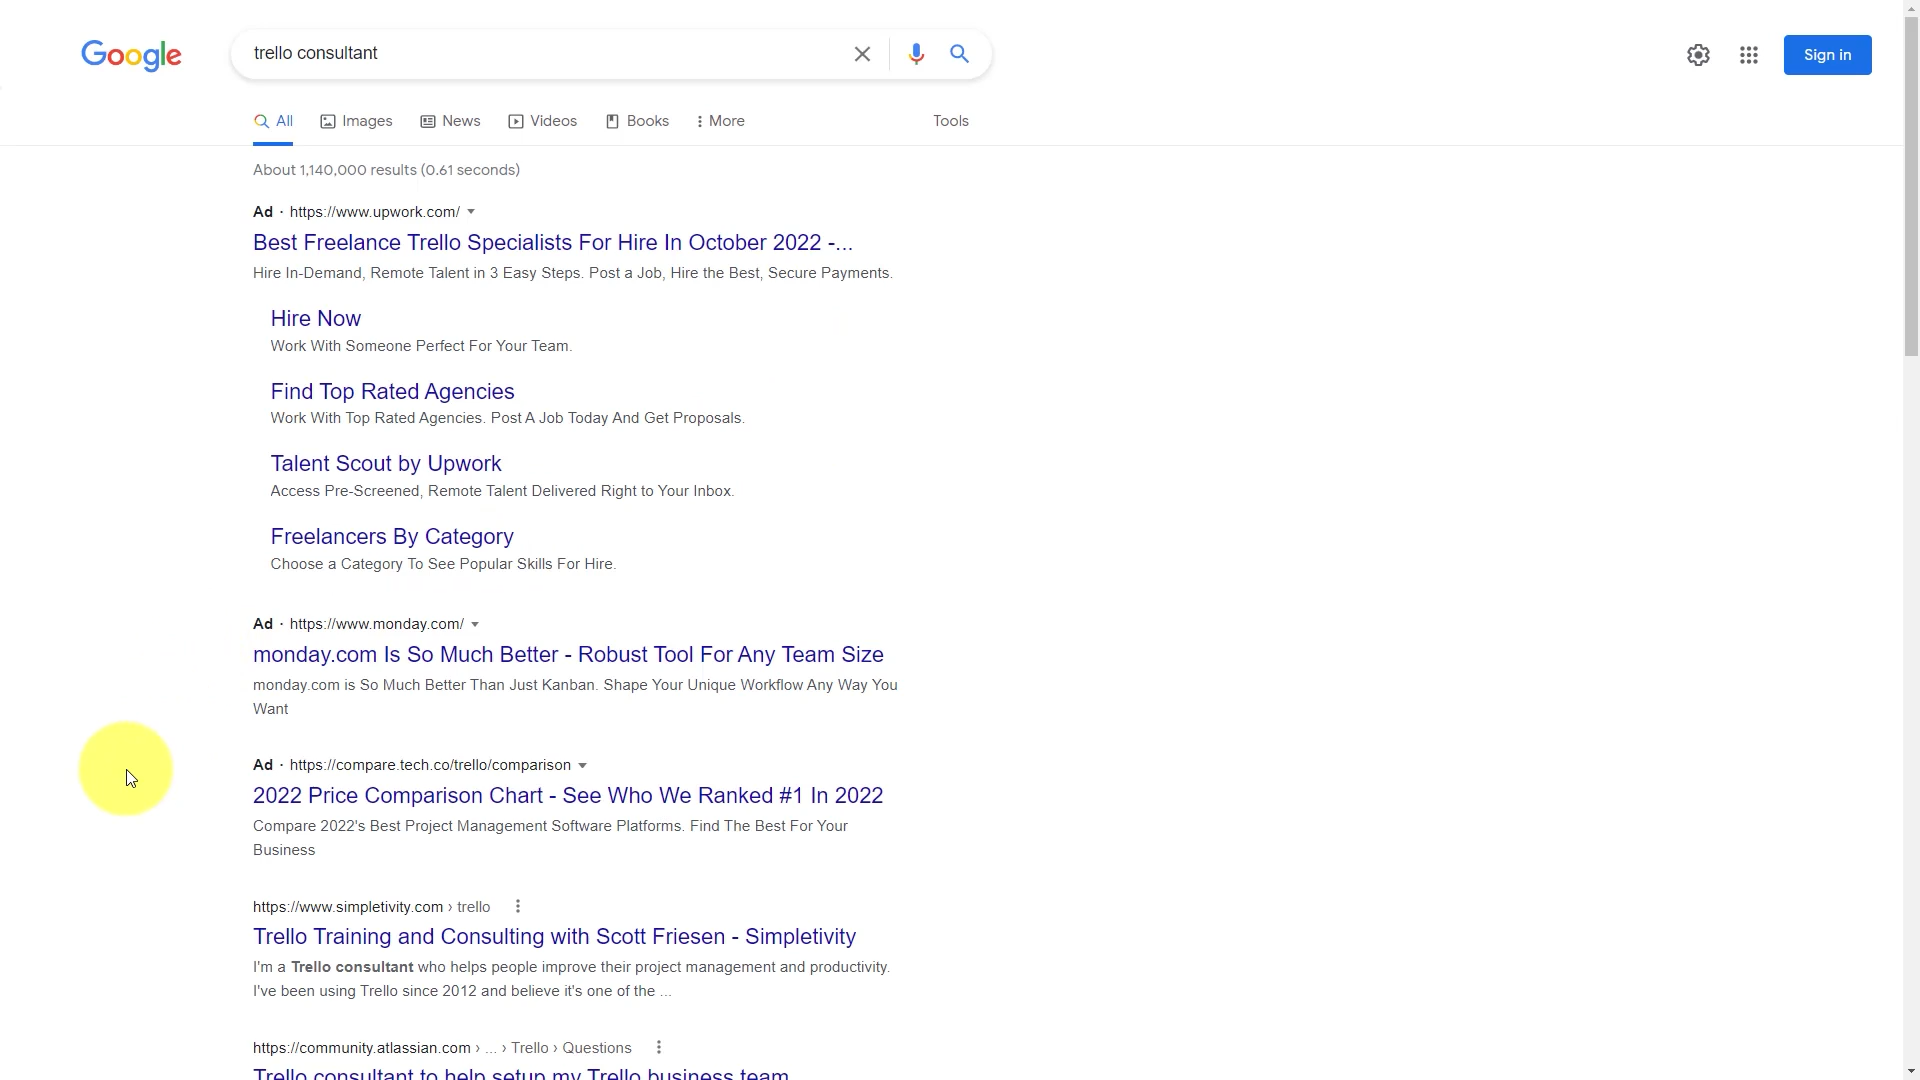 Google
trello consultant
Sign in
All Images News Videos Books More Tools
About 1,140,000 results (0.61 seconds)
Ad · https://www.upwork.com/
Best Freelance Trello Specialists For Hire In October 2022 -...
Hire In-Demand, Remote Talent in 3 Easy Steps. Post a Job, Hire the Best, Secure Payments.
Hire Now
Work With Someone Perfect For Your Team.
Find Top Rated Agencies
Work With Top Rated Agencies. Post A Job Today And Get Proposals.
Talent Scout by Upwork
Access Pre-Screened, Remote Talent Delivered Right to Your Inbox.
Freelancers By Category
Choose a Category To See Popular Skills For Hire.
Ad · https://www.monday.com/
monday.com Is So Much Better - Robust Tool For Any Team Size
monday.com is So Much Better Than Just Kanban. Shape Your Unique Workflow Any Way You
Want
Ad · https://compare.tech.co/trello/comparison
2022 Price Comparison Chart - See Who We Ranked #1 In 2022
Compare 2022's Best Project Management Software Platforms. Find The Best For Your
Business
https://www.simpletivity.com › trello
Trello Training and Consulting with Scott Friesen - Simpletivity
I'm a Trello consultant who helps people improve their project management and productivity.
I've been using Trello since 2012 and believe it's one of the ...
https://community.atlassian.com › ... › Trello › Questions
Trello consultant to help setup my Trello business team